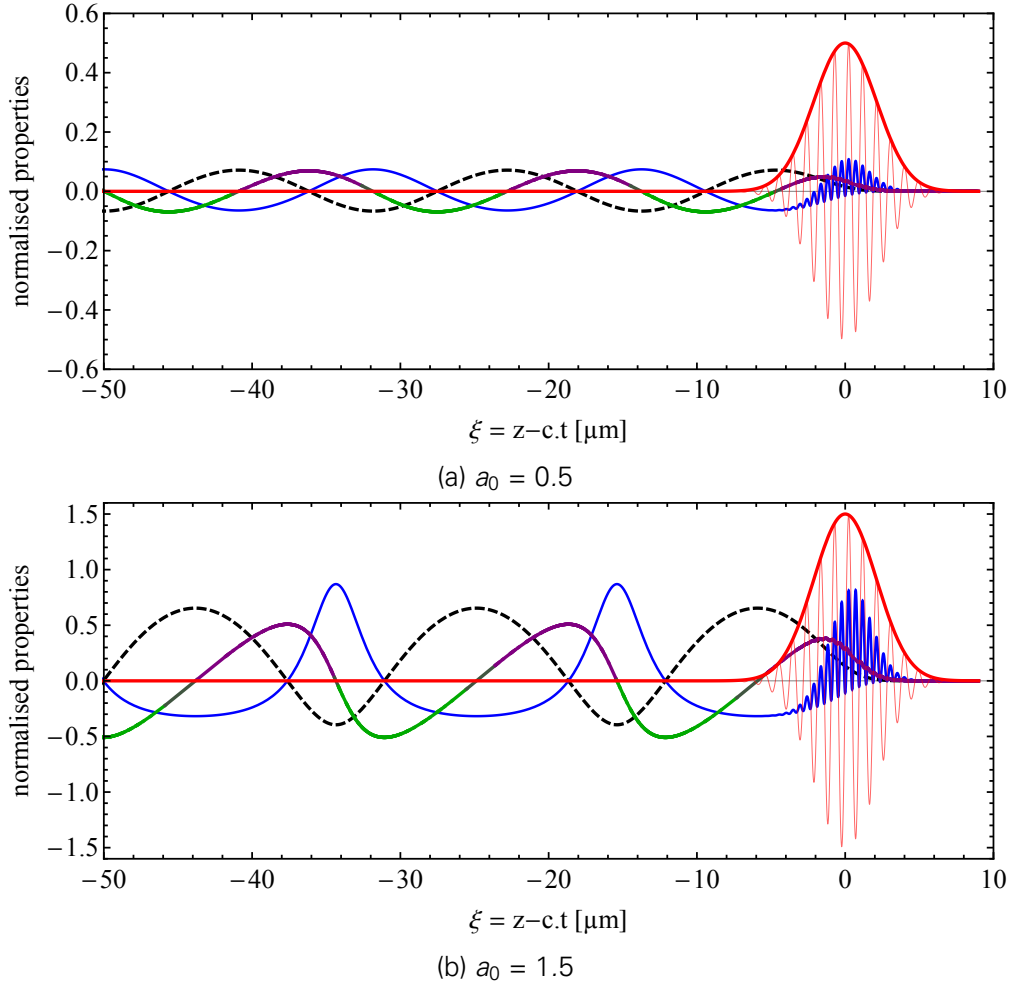 0.6
0.4
0.2
0.0
−0.2
−0.4
−0.6
normalised properties
−50 −40 −30 −20 −10 0 10
ξ = z−c.t [μm]
(a) a0 = 0.5
1.5
1.0
0.5
0.0
−0.5
−1.0
−1.5
normalised properties
−50 −40 −30 −20 −10 0 10
ξ = z−c.t [μm]
(b) a0 = 1.5